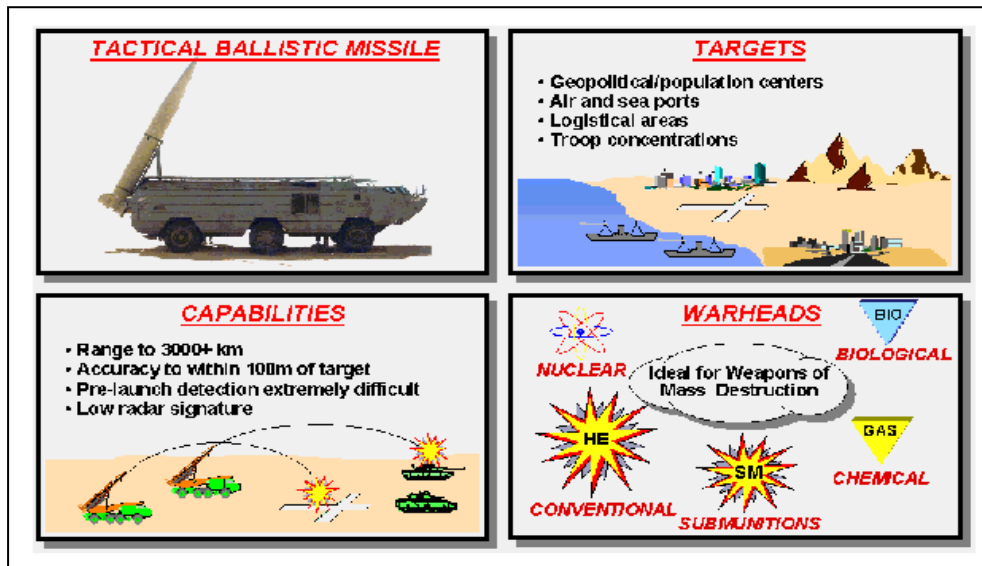 TACTICAL BALLISTIC MISSILE
TARGETS
• Geopolitical/population centers
• Air and sea ports
• Logistical areas
• Troop concentrations
CAPABILITIES
• Range to 3000+ km
• Accuracy to within 100m of target
• Pre-launch detection extremely difficult
• Low radar signature
WARHEADS
NUCLEAR
BIO
BIOLOGICAL
Ideal for Weapons of
Mass Destruction
HE
CONVENTIONAL
SM
SUBMUNITIONS
GAS
CHEMICAL